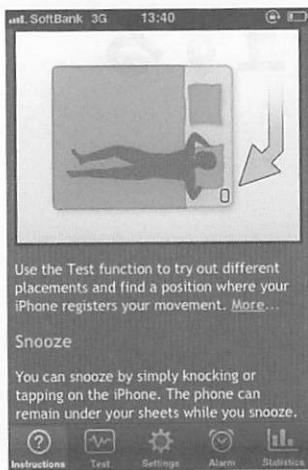 SoftBank 3G 13:40
Use the Test function to try out different
placements and find a position where your
iPhone registers your movement. More...
Snooze
You can snooze by simply knocking or
tapping on the iPhone. The phone can
remain under your sheets while you snooze.
Instructions Test Settings Alarm Statistics